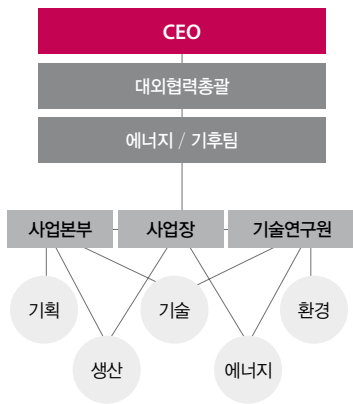 CEO
대외협력총괄
에너지 / 기후팀
사업본부 사업장 기술연구원
기획 기술 환경
생산 에너지